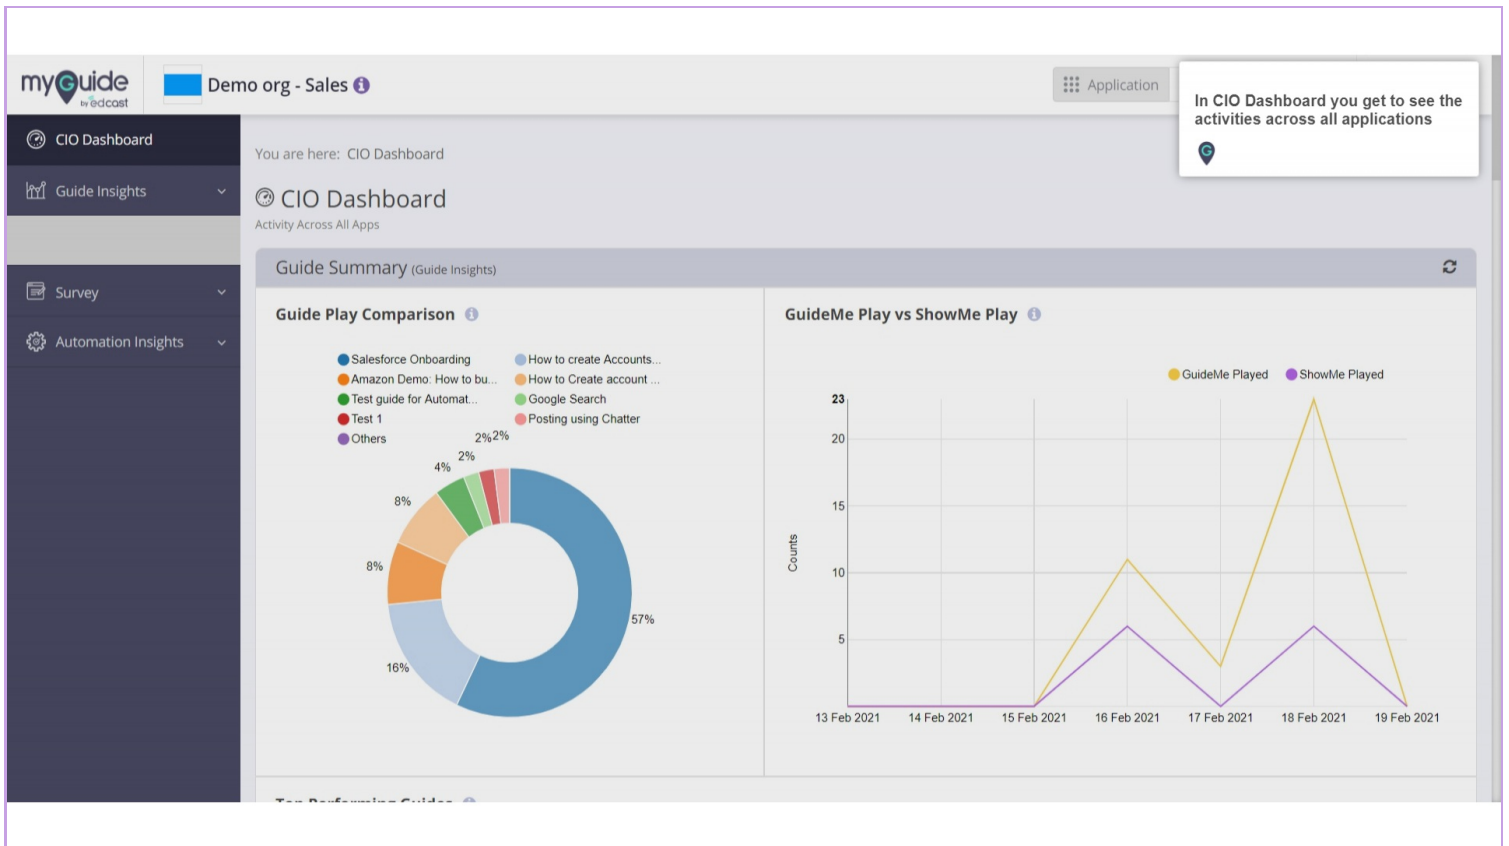 myGuide
by edcast
Demo org - Sales
Application
In CIO Dashboard you get to see the
activities across all applications
CIO Dashboard
Guide Insights
Survey
Automation Insights
You are here: CIO Dashboard
CIO Dashboard
Activity Across All Apps
Guide Summary (Guide Insights)
Guide Play Comparison
Salesforce Onboarding
How to create Accounts...
Amazon Demo: How to bu...
How to Create account ...
Test guide for Automat...
Google Search
Test 1
Posting using Chatter
Others
2%
2%
2%
4%
8%
8%
57%
16%
GuideMe Play vs ShowMe Play
GuideMe Played
ShowMe Played
23
20
15
10
5
Counts
13 Feb 2021
14 Feb 2021
15 Feb 2021
16 Feb 2021
17 Feb 2021
18 Feb 2021
19 Feb 2021
Top Performing Guides